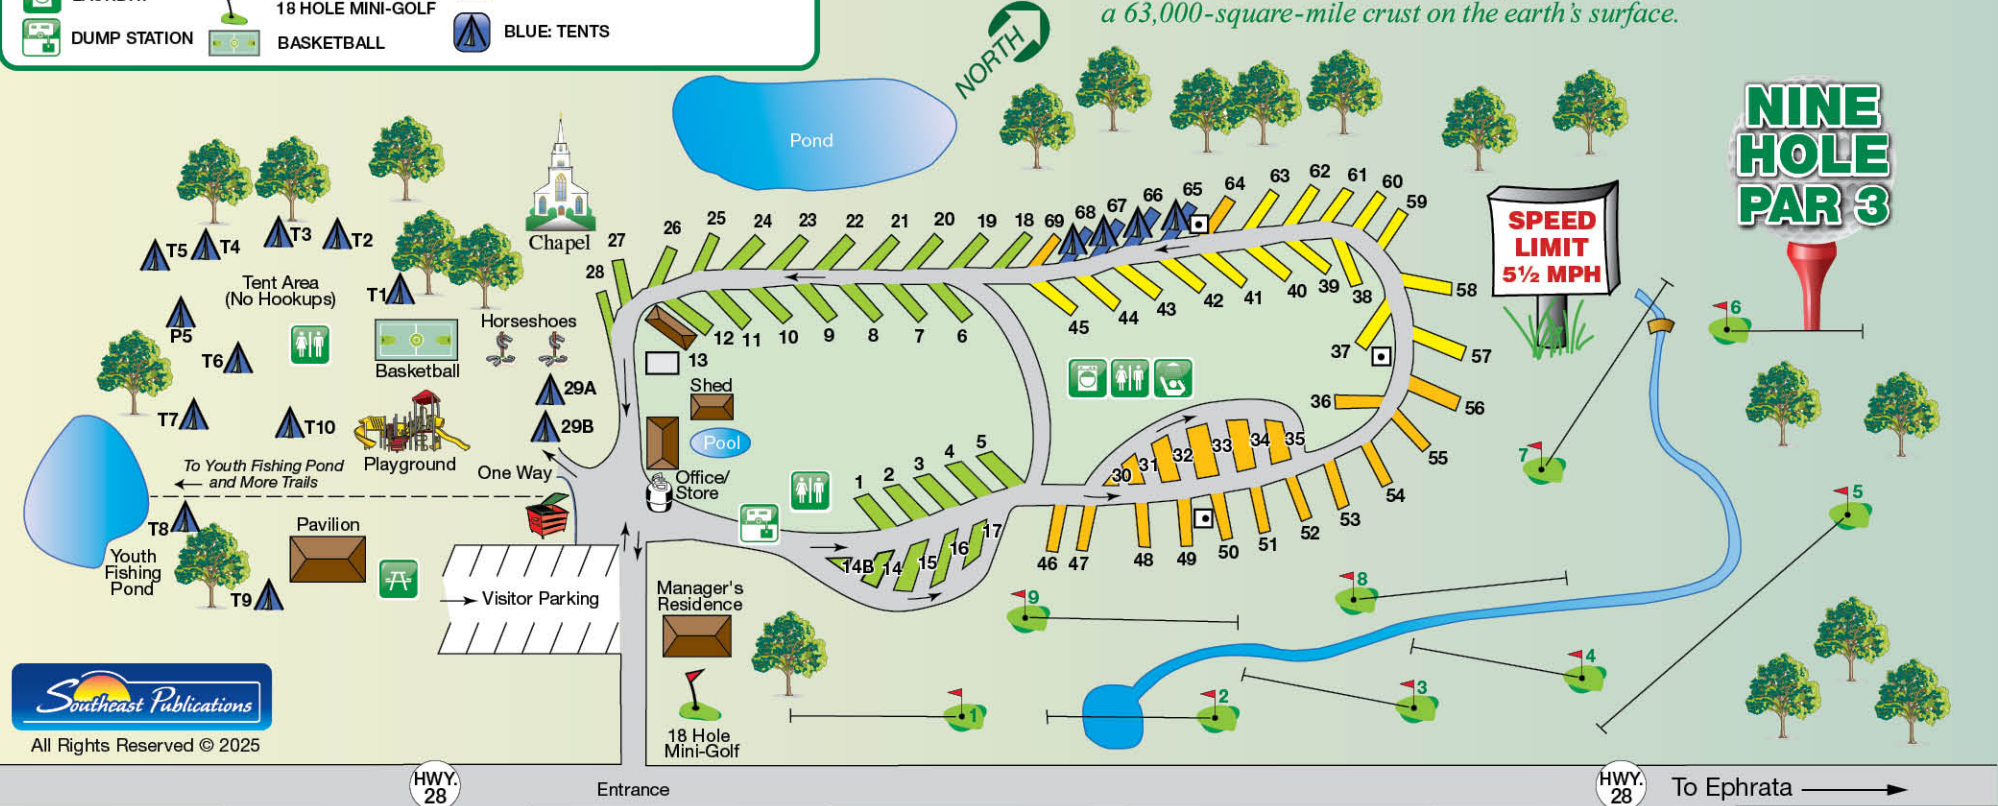 18 HOLE MINI-GOLF
DUMP STATION
BASKETBALL
BLUE: TENTS
a 63,000-square-mile crust on the earth's surface.
NORTH
Pond
NINE
HOLE
PAR 3
SPEED
LIMIT
5½ MPH
Chapel
T5
T4
T3
T2
T1
Tent Area
(No Hookups)
P5
T6
T7
T10
Basketball
Horseshoes
Playground
29A
29B
One Way
To Youth Fishing Pond
and More Trails
T8
Youth
Fishing
Pond
T9
Pavilion
Visitor Parking
28
27
26
25
24
23
22
21
20
19
18
69
68
67
66
65
64
63
62
61
60
59
58
57
56
55
54
53
52
51
50
49
48
47
46
45
44
43
42
41
40
39
38
37
36
35
34
33
32
31
30
13
12
11
10
9
8
7
6
Shed
Pool
Office/
Store
1
2
3
4
5
14B
14
15
16
17
Manager's
Residence
18 Hole
Mini-Golf
1
2
3
4
5
6
7
8
9
Southeast Publications
All Rights Reserved © 2025
HWY.
28
Entrance
HWY.
28
To Ephrata